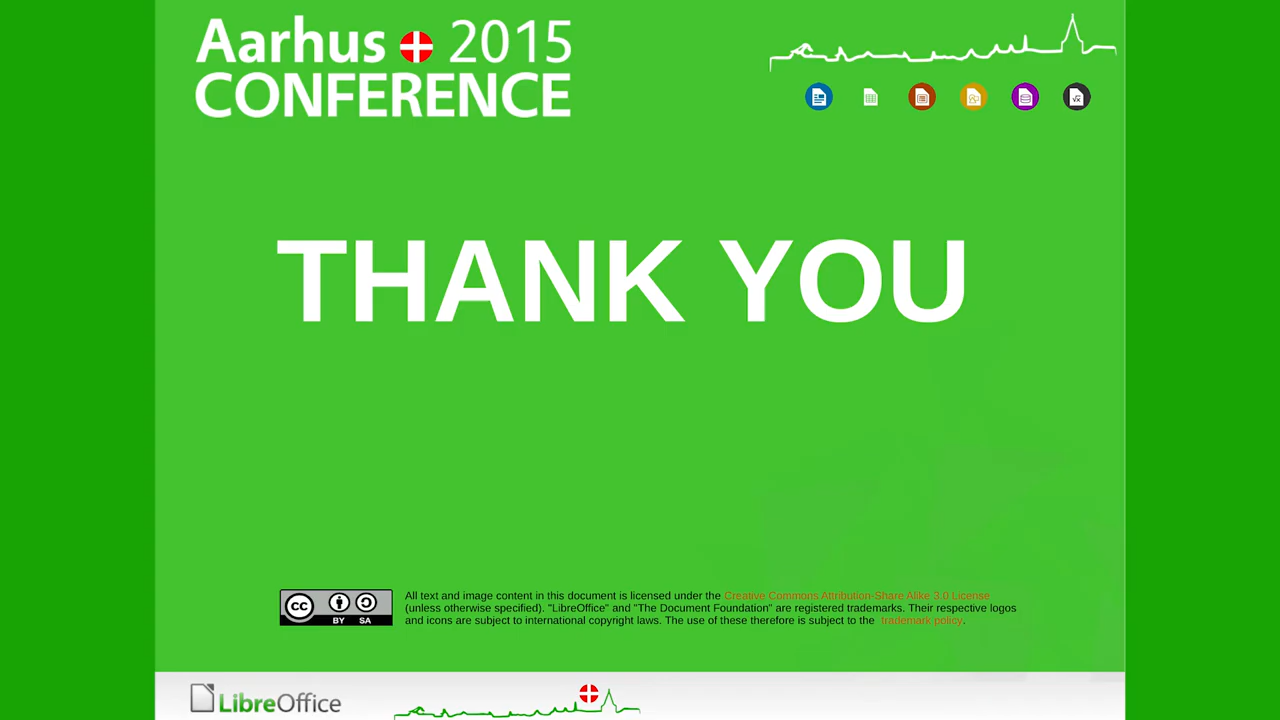 Aarhus 2015
CONFERENCE
THANK YOU
All text and image content in this document is licensed under the Creative Commons Attribution-Share Alike 3.0 License
(unless otherwise specified). "LibreOffice" and "The Document Foundation" are registered trademarks. Their respective logos
and icons are subject to international copyright laws. The use of these therefore is subject to the trademark policy.
cc
BY SA
LibreOffice